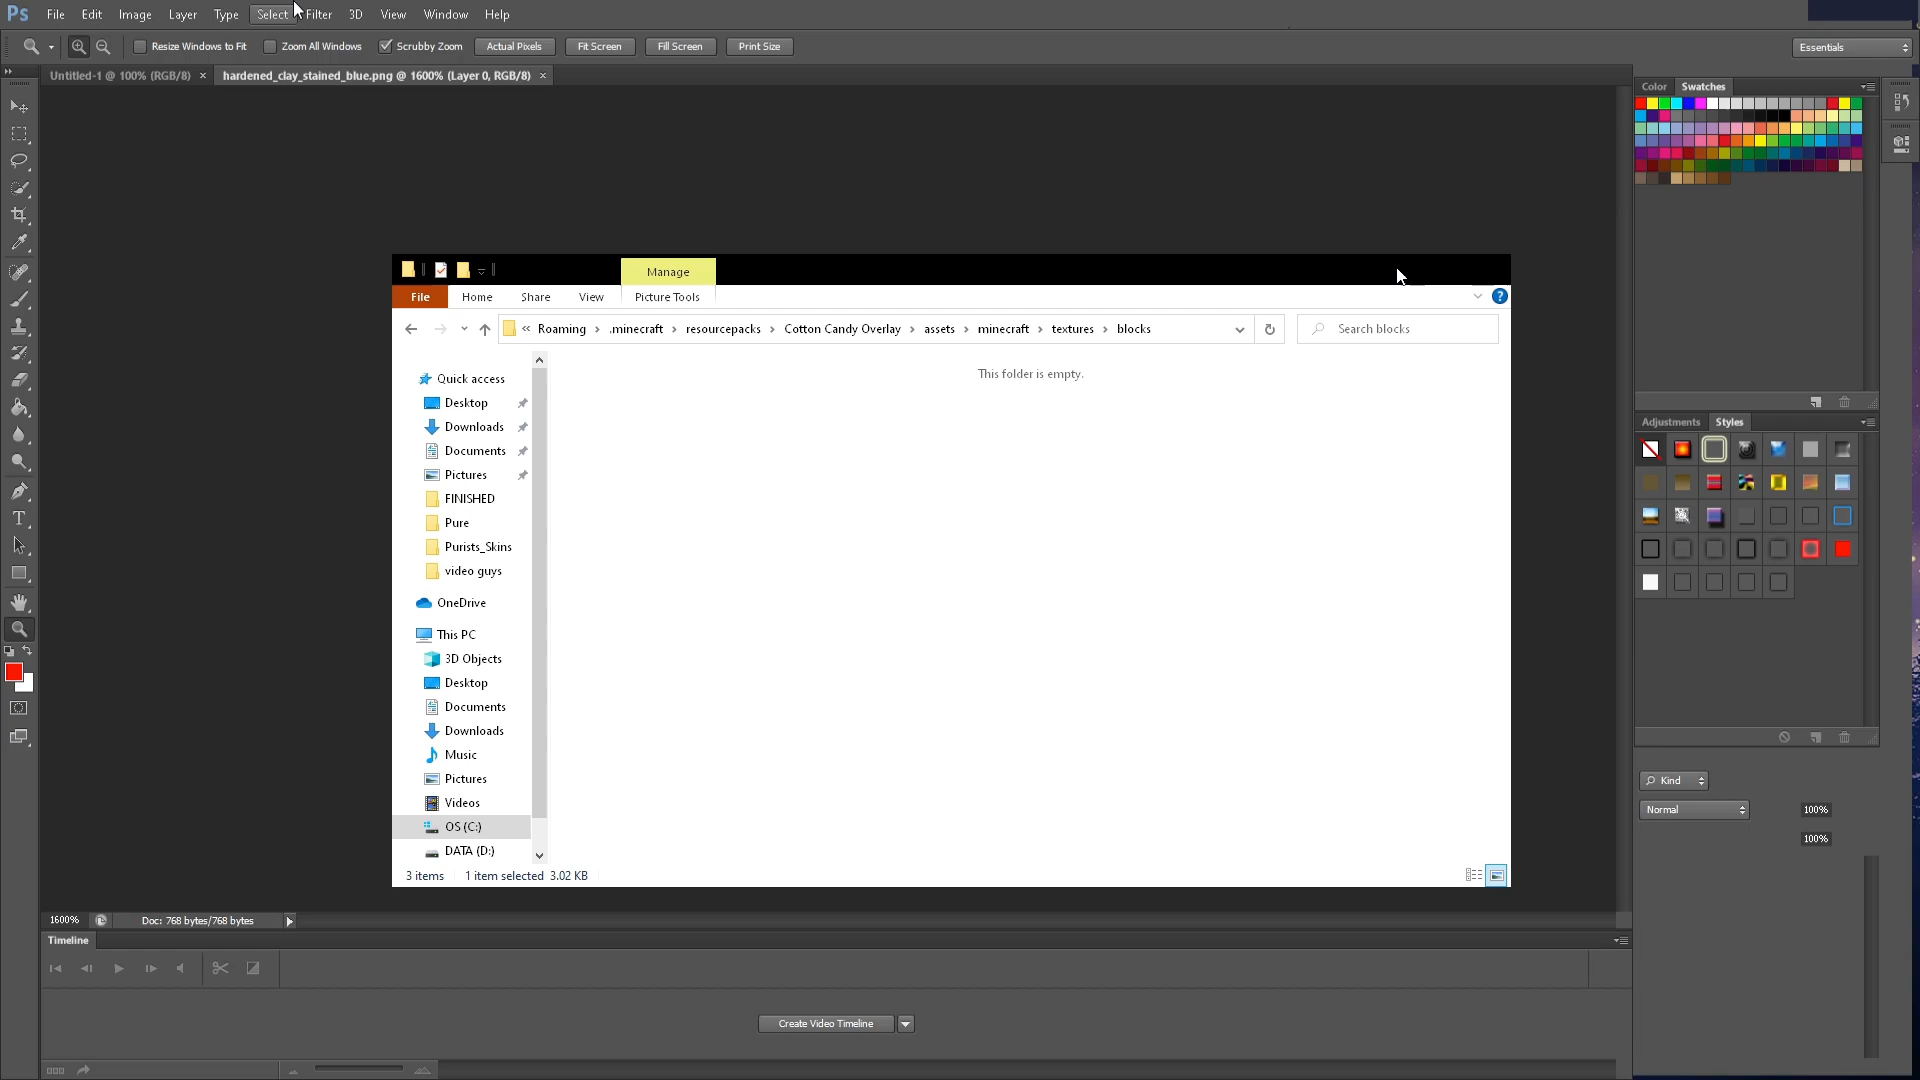 Ps File Edit Image Layer Type Select Filter 3D View Window Help
Resize Windows to Fit Zoom All Windows Scrubby Zoom Actual Pixels Fit Screen Fill Screen Print Size Essentials
Untitled-1 @ 100% (RGB/8) × hardened_clay_stained_blue.png @ 1600% (Layer 0, RGB/8) ×
Color Swatches
Manage
File Home Share View Picture Tools
« Roaming › .minecraft › resourcepacks › Cotton Candy Overlay › assets › minecraft › textures › blocks
Search blocks
This folder is empty.
Quick access
Desktop
Downloads
Documents
Pictures
FINISHED
Pure
Purists_Skins
video guys
OneDrive
This PC
3D Objects
Desktop
Documents
Downloads
Music
Pictures
Videos
OS (C:)
DATA (D:)
3 items 1 item selected 3.02 KB
Adjustments Styles
Kind
Normal 100%
100%
1600% Doc: 768 bytes/768 bytes
Timeline
Create Video Timeline